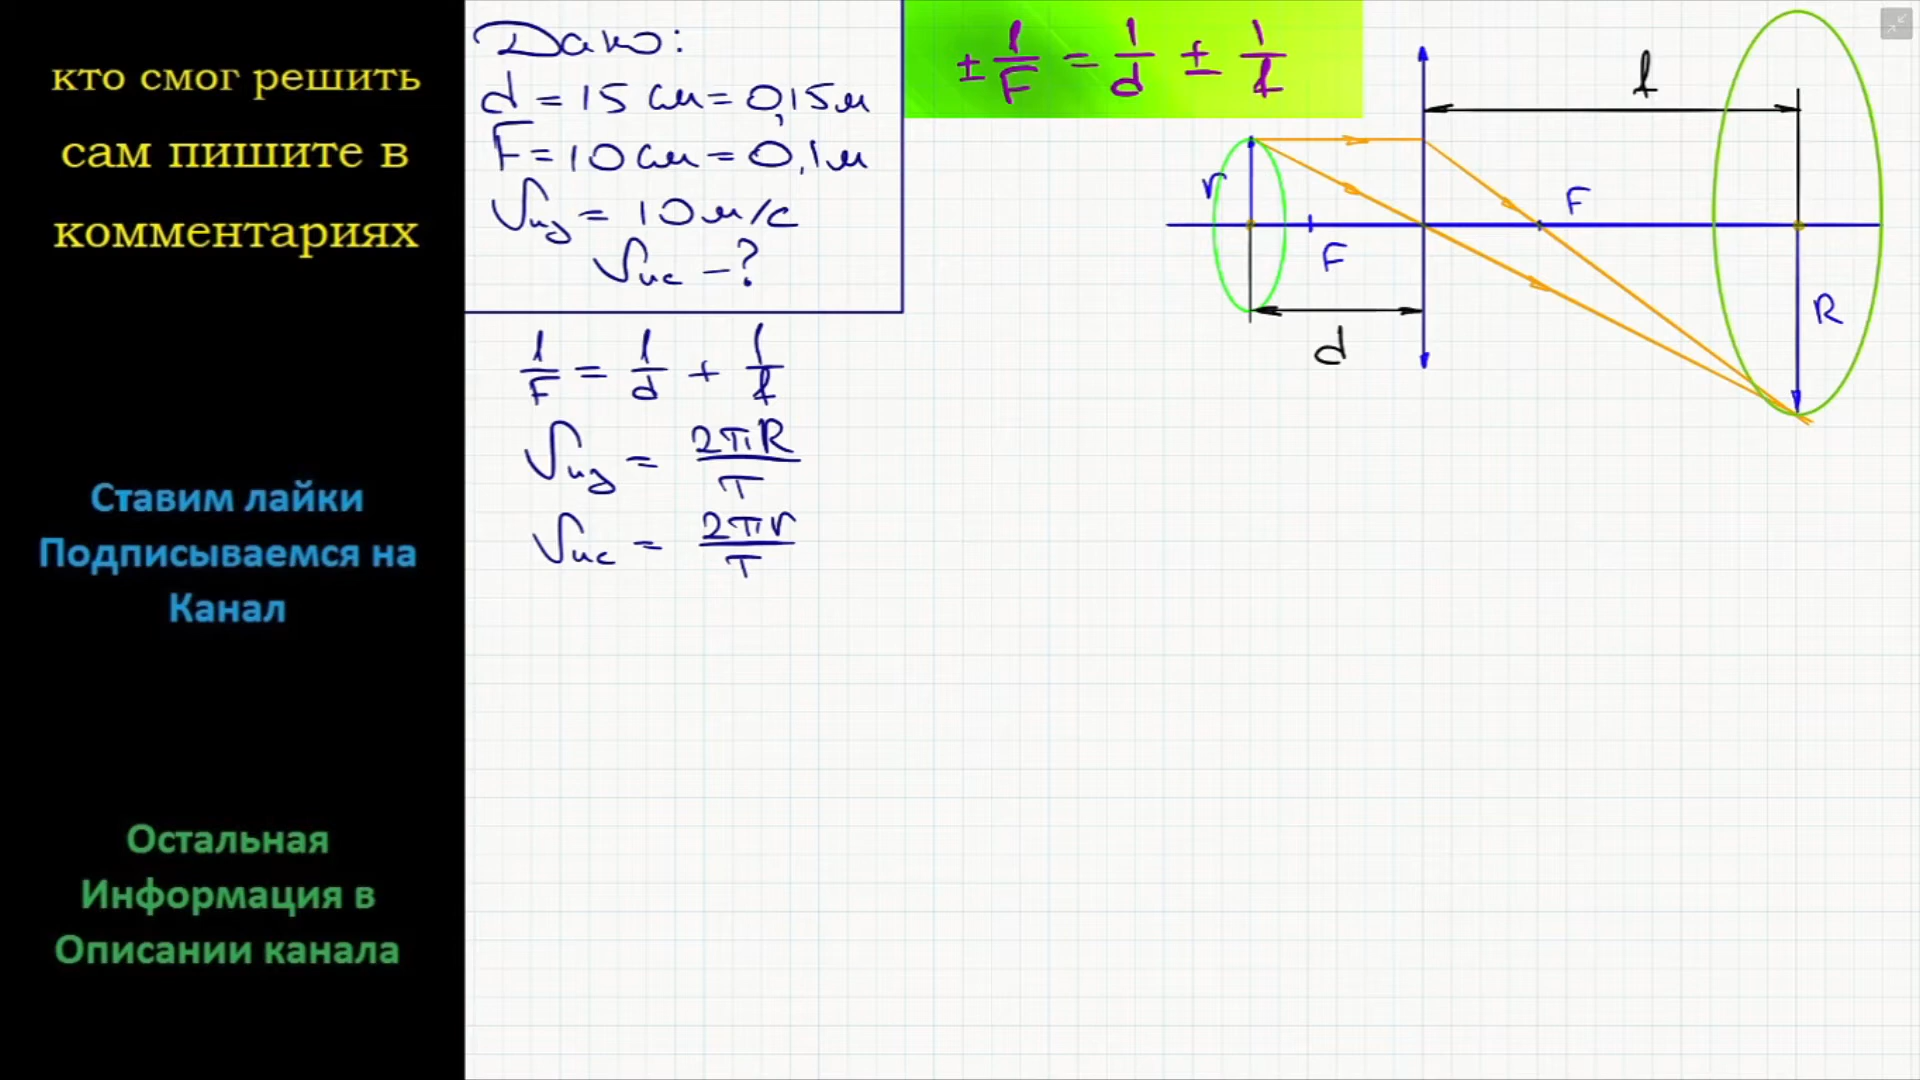 кто смог решить
сам пишите в
комментариях
Ставим лайки
Подписываемся на
Канал
Остальная
Информация в
Описании канала
Дано:
d = 15 см = 0,15 м
F = 10 см = 0,1 м
Vиз = 10 м/с
Vис - ?
1/F = 1/d + 1/f
Vиз = 2πR/T
Vис = 2πr/T
± 1/F = 1/d ± 1/f
f
r
F
F
R
d